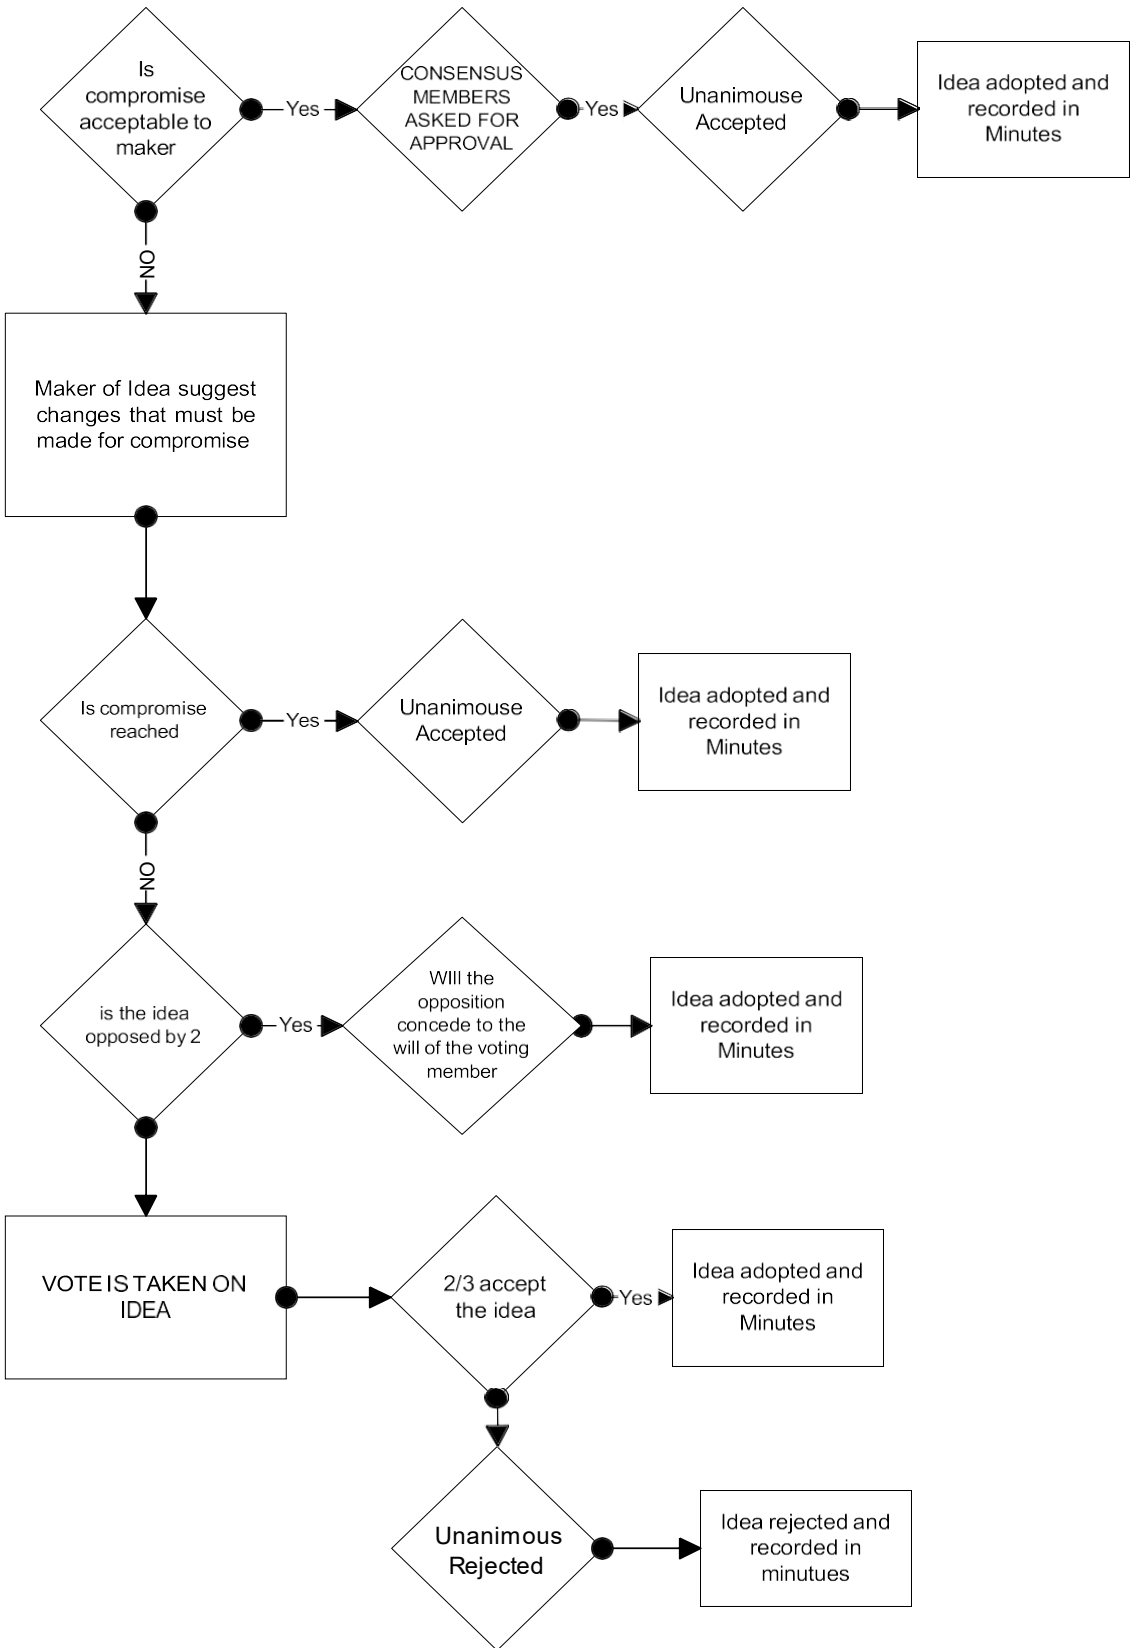 Is
compromise
acceptable to
maker
Yes
CONSENSUS
MEMBERS
ASKED FOR
APPROVAL
Yes
Unanimouse
Accepted
Idea adopted and
recorded in
Minutes
NO
Maker of Idea suggest
changes that must be
made for compromise
Is compromise
reached
Yes
Unanimouse
Accepted
Idea adopted and
recorded in
Minutes
NO
is the idea
opposed by 2
Yes
WIll the
opposition
concede to the
will of the voting
member
Idea adopted and
recorded in
Minutes
VOTE IS TAKEN ON
IDEA
2/3 accept
the idea
Yes
Idea adopted and
recorded in
Minutes
Unanimous
Rejected
Idea rejected and
recorded in
minutues